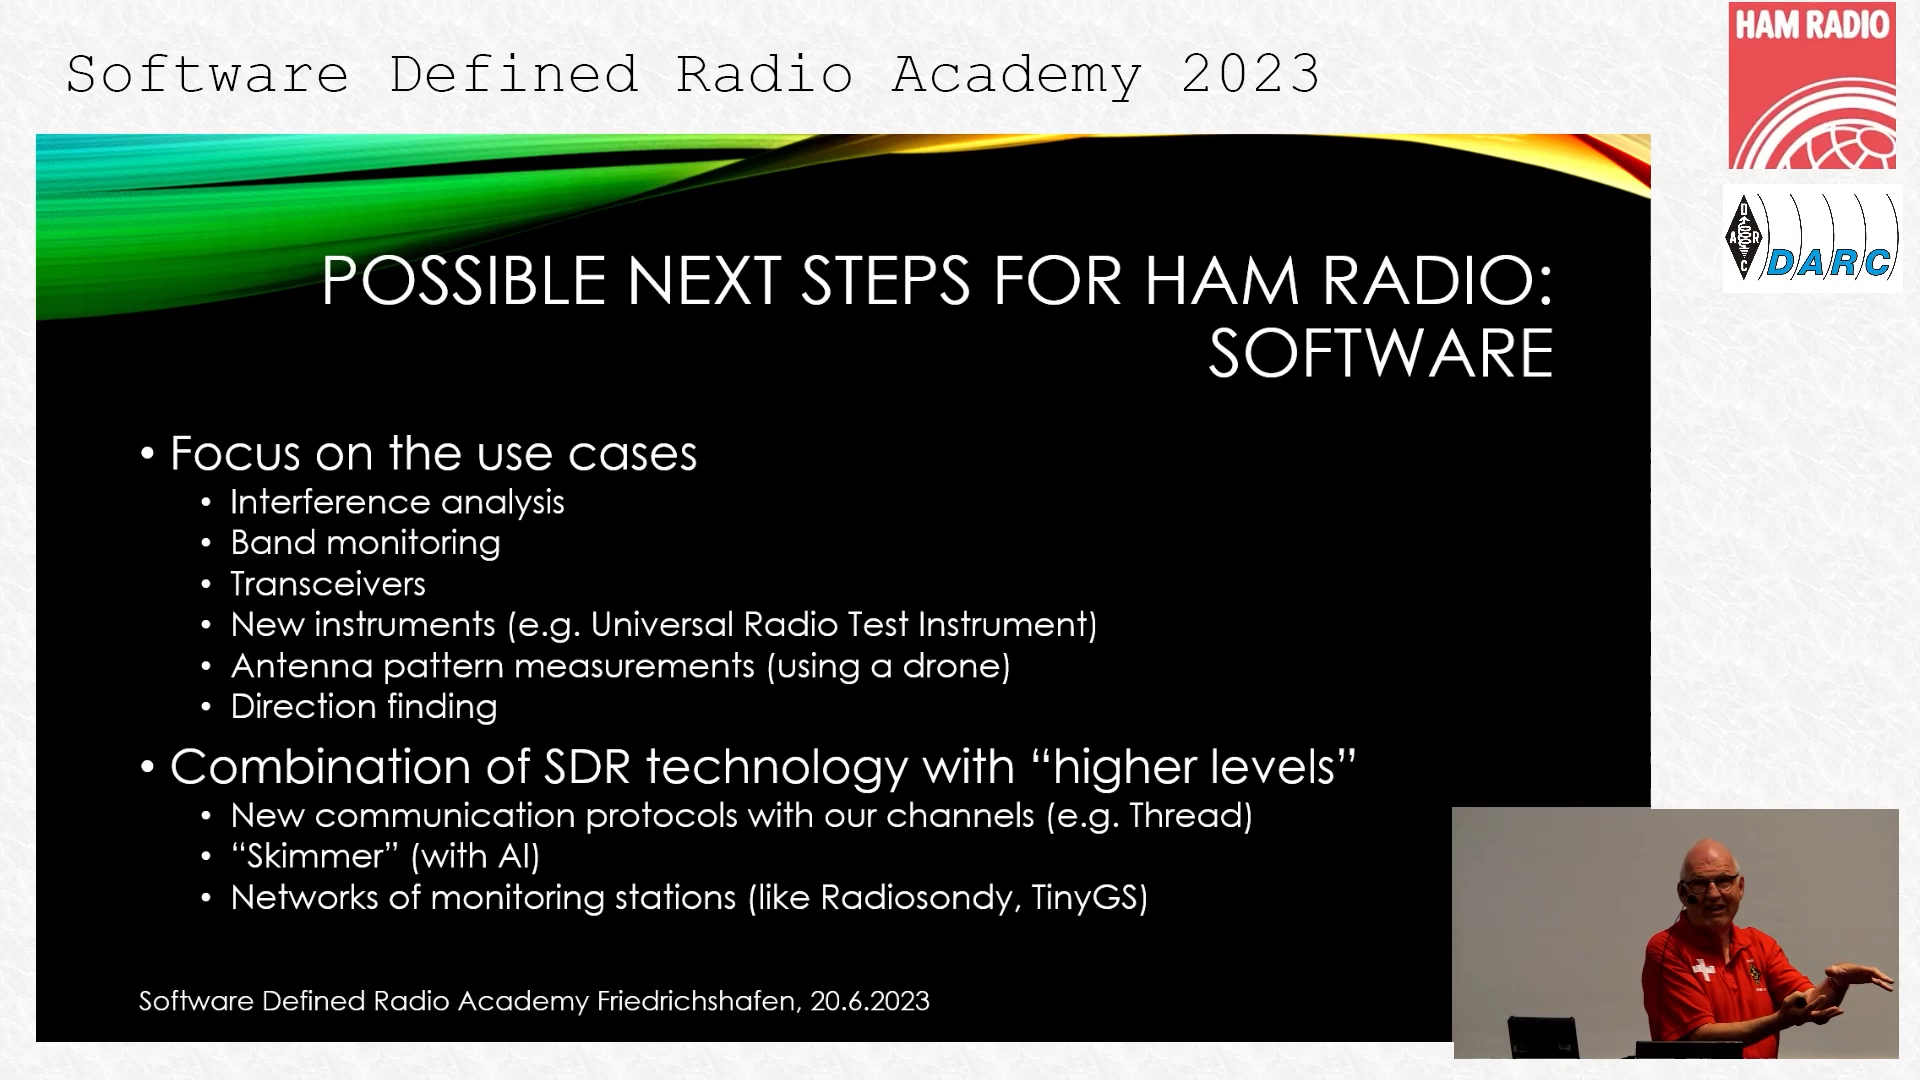 Software Defined Radio Academy 2023
HAM RADIO
DARC
POSSIBLE NEXT STEPS FOR HAM RADIO:
SOFTWARE
• Focus on the use cases
• Interference analysis
• Band monitoring
• Transceivers
• New instruments (e.g. Universal Radio Test Instrument)
• Antenna pattern measurements (using a drone)
• Direction finding
• Combination of SDR technology with “higher levels”
• New communication protocols with our channels (e.g. Thread)
• “Skimmer” (with AI)
• Networks of monitoring stations (like Radiosondy, TinyGS)
Software Defined Radio Academy Friedrichshafen, 20.6.2023